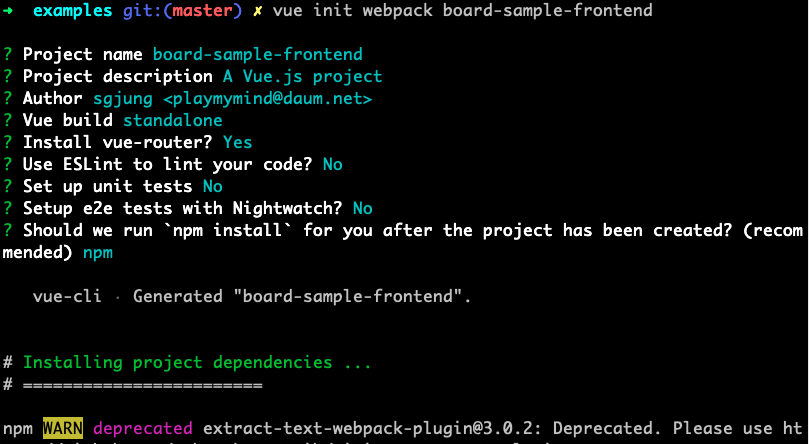 ➜  examples git:(master) ✗ vue init webpack board-sample-frontend
? Project name board-sample-frontend
? Project description A Vue.js project
? Author sgjung <playmymind@daum.net>
? Vue build standalone
? Install vue-router? Yes
? Use ESLint to lint your code? No
? Set up unit tests No
? Setup e2e tests with Nightwatch? No
? Should we run `npm install` for you after the project has been created? (recom
mended) npm
vue-cli · Generated "board-sample-frontend".
# Installing project dependencies ...
# ========================
npm WARN deprecated extract-text-webpack-plugin@3.0.2: Deprecated. Please use ht